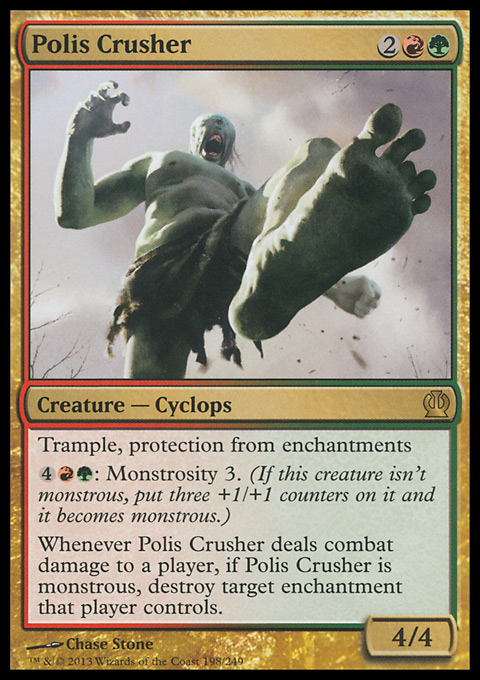 Polis Crusher 2
Creature — Cyclops
Trample, protection from enchantments
4: Monstrosity 3. (If this creature isn't
monstrous, put three +1/+1 counters on it and
it becomes monstrous.)
Whenever Polis Crusher deals combat
damage to a player, if Polis Crusher is
monstrous, destroy target enchantment
that player controls.
4/4
Chase Stone
™ & © 2013 Wizards of the Coast 198/249